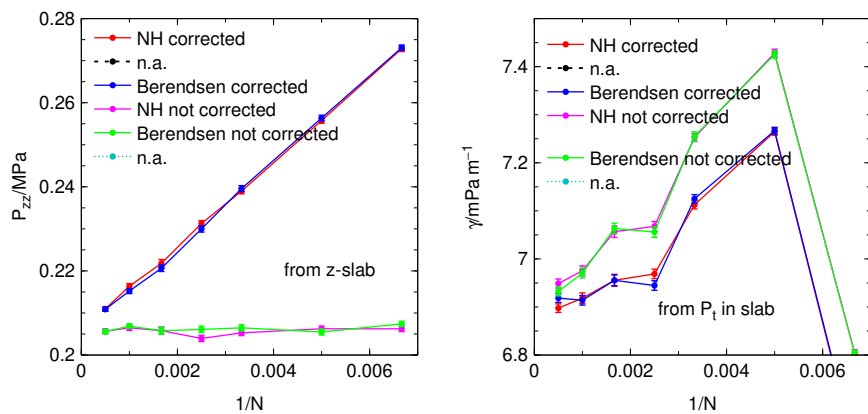 0.28
0.26
0.24
0.22
0.2
P_zz/MPa
NH corrected
n.a.
Berendsen corrected
NH not corrected
Berendsen not corrected
n.a.
from z-slab
0
0.002
0.004
0.006
1/N
7.4
7.2
7
6.8
γ/mPa m⁻¹
NH corrected
n.a.
Berendsen corrected
NH not corrected
Berendsen not corrected
n.a.
from P_t in slab
0
0.002
0.004
0.006
1/N